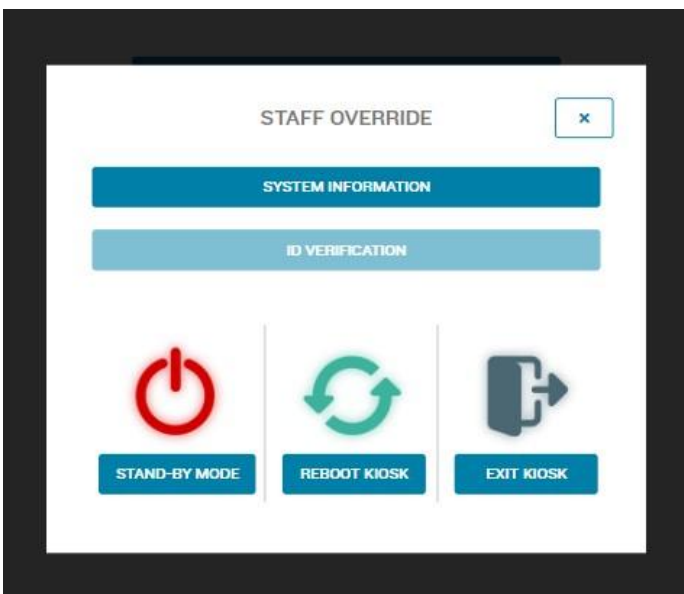 STAFF OVERRIDE
×
SYSTEM INFORMATION
ID VERIFICATION
STAND-BY MODE
REBOOT KIOSK
EXIT KIOSK